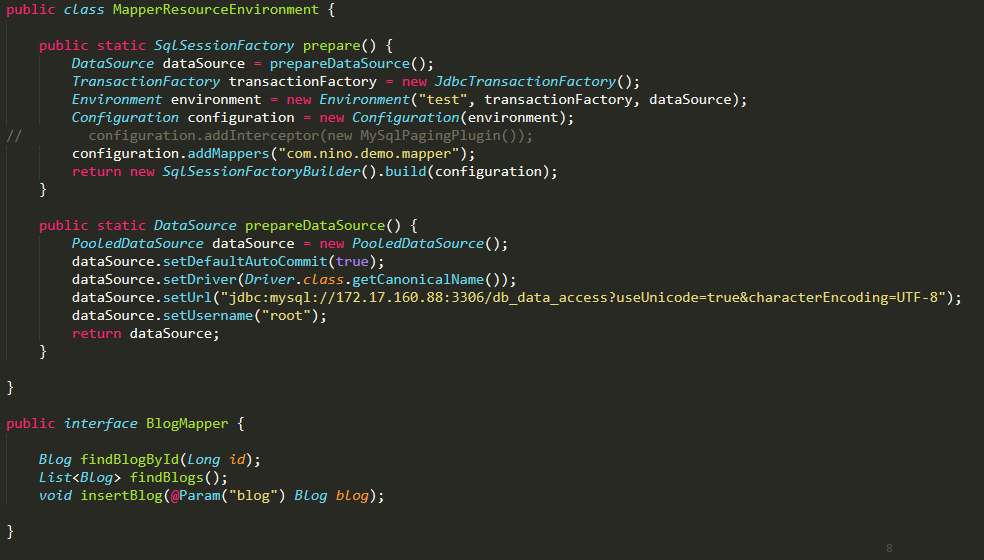 public class MapperResourceEnvironment {
public static SqlSessionFactory prepare() {
DataSource dataSource = prepareDataSource();
TransactionFactory transactionFactory = new JdbcTransactionFactory();
Environment environment = new Environment("test", transactionFactory, dataSource);
Configuration configuration = new Configuration(environment);
// configuration.addInterceptor(new MySqlPagingPlugin());
configuration.addMappers("com.nino.demo.mapper");
return new SqlSessionFactoryBuilder().build(configuration);
}
public static DataSource prepareDataSource() {
PooledDataSource dataSource = new PooledDataSource();
dataSource.setDefaultAutoCommit(true);
dataSource.setDriver(Driver.class.getCanonicalName());
dataSource.setUrl("jdbc:mysql://172.17.160.88:3306/db_data_access?useUnicode=true&characterEncoding=UTF-8");
dataSource.setUsername("root");
return dataSource;
}
}
public interface BlogMapper {
Blog findBlogById(Long id);
List<Blog> findBlogs();
void insertBlog(@Param("blog") Blog blog);
}
8